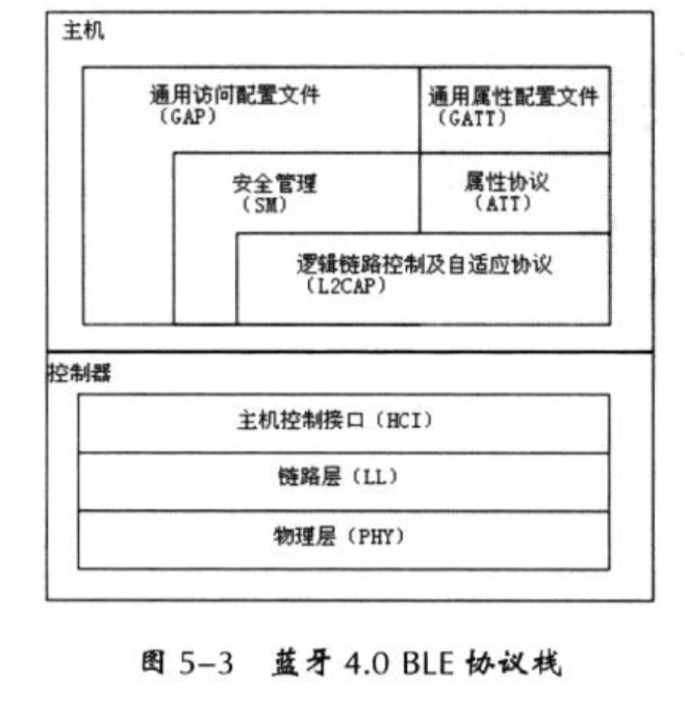 主机
通用访问配置文件
(GAP)
通用属性配置文件
(GATT)
安全管理
(SM)
属性协议
(ATT)
逻辑链路控制及自适应协议
(L2CAP)
控制器
主机控制接口(HCI)
链路层(LL)
物理层(PHY)
图 5-3 蓝牙 4.0 BLE 协议栈